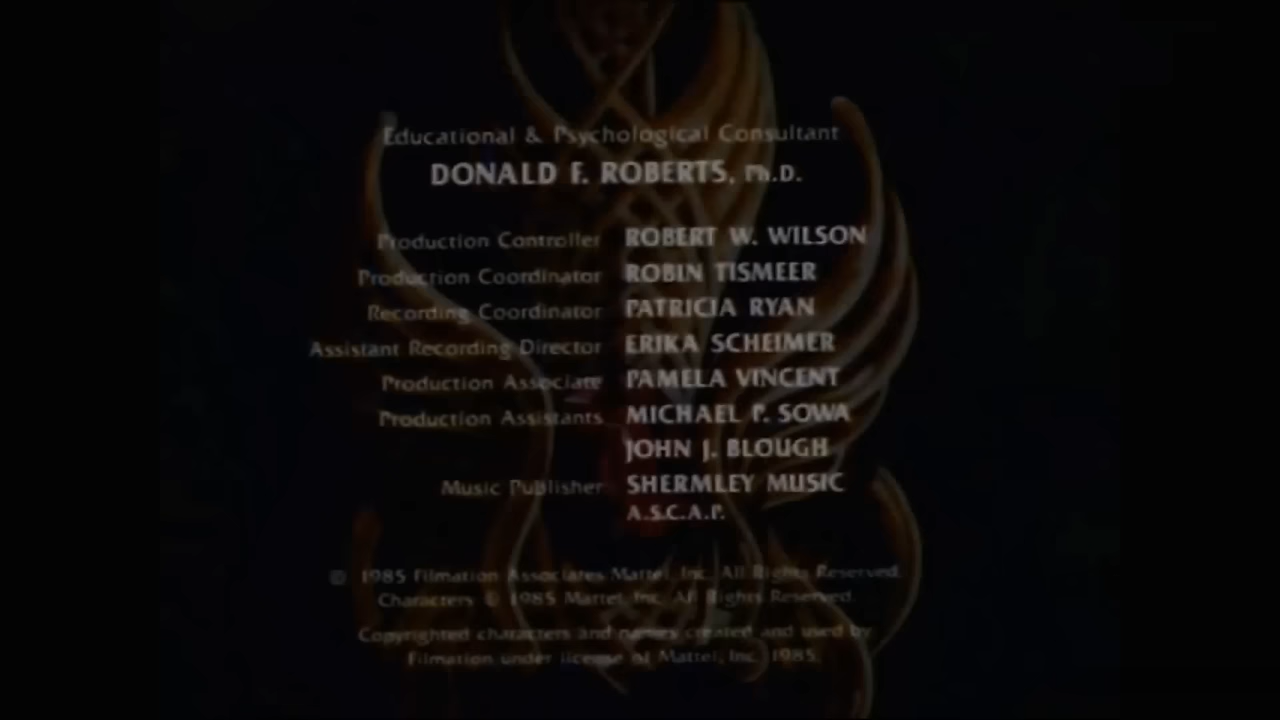 Educational & Psychological Consultant
DONALD F. ROBERTS, Ph.D.
Production Controller ROBERT W. WILSON
Production Coordinator ROBIN TISMEER
Recording Coordinator PATRICIA RYAN
Assistant Recording Director ERIKA SCHEIMER
Production Associate PAMELA VINCENT
Production Assistants MICHAEL P. SOWA
JOHN J. BLOUGH
Music Publisher SHERMLEY MUSIC
A.S.C.A.P.
© 1985 Filmation Associates Mattel, Inc. All Rights Reserved.
Characters © 1985 Mattel, Inc. All Rights Reserved.
Copyrighted characters and names created and used by
Filmation under license of Mattel, Inc. 1985.